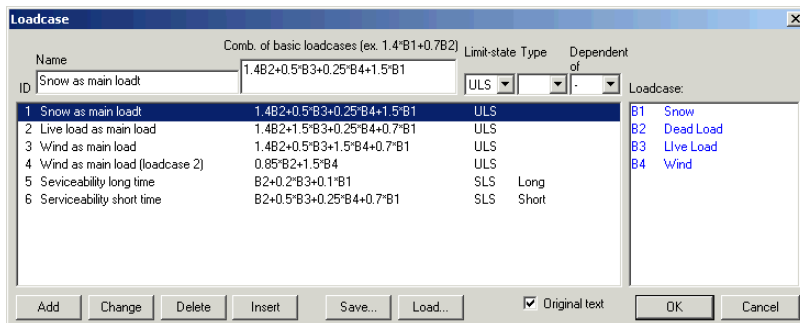 Loadcase
Comb. of basic loadcases (ex. 1.4*B1+0.7B2)
Limit-state Type
Dependent of
Name
ID
Snow as main loadt
1.4B2+0.5*B3+0.25*B4+1.5*B1
ULS
-
Loadcase:
1 Snow as main loadt 1.4B2+0.5*B3+0.25*B4+1.5*B1 ULS
2 Live load as main load 1.4B2+1.5*B3+0.25*B4+0.7*B1 ULS
3 Wind as main load 1.4B2+0.5*B3+1.5*B4+0.7*B1 ULS
4 Wind as main load (loadcase 2) 0.85*B2+1.5*B4 ULS
5 Seviceability long time B2+0.2*B3+0.1*B1 SLS Long
6 Serviceability short time B2+0.5*B3+0.25*B4+0.7*B1 SLS Short
B1 Snow
B2 Dead Load
B3 LIve Load
B4 Wind
Add Change Delete Insert Save... Load... Original text OK Cancel